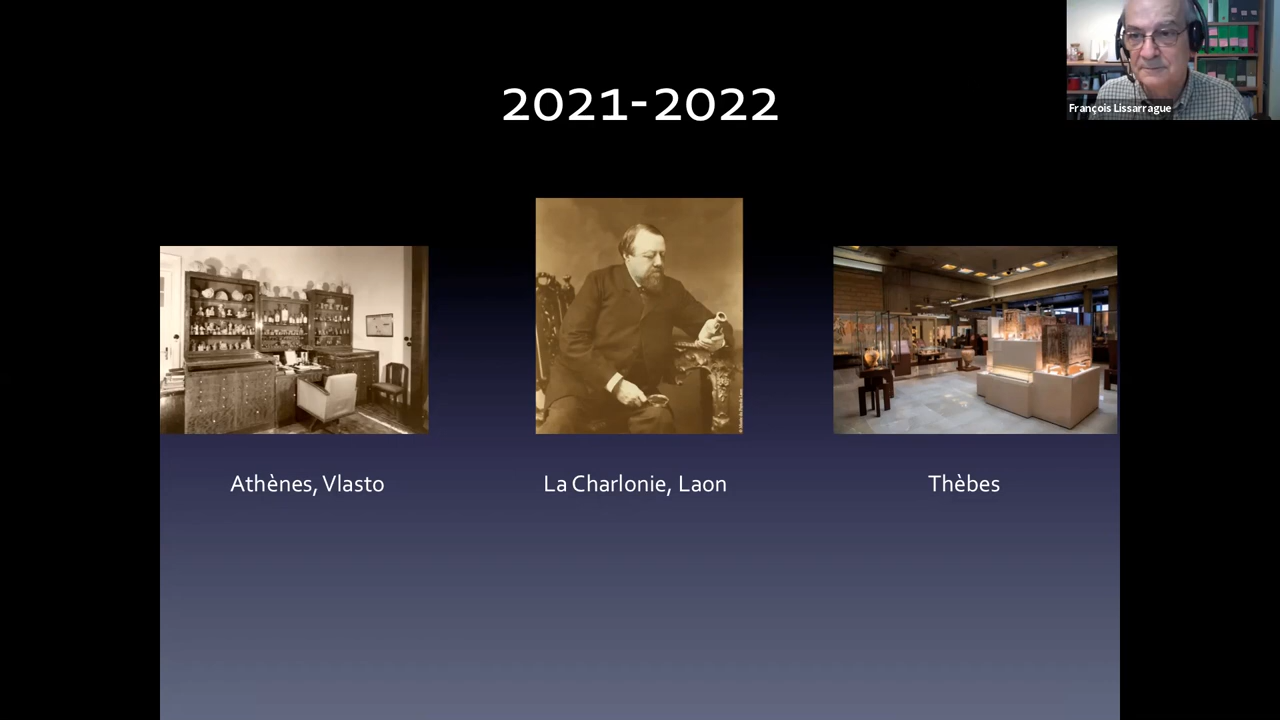 François Lissarrague
2021-2022
Athènes, Vlasto
La Charlonie, Laon
Thèbes